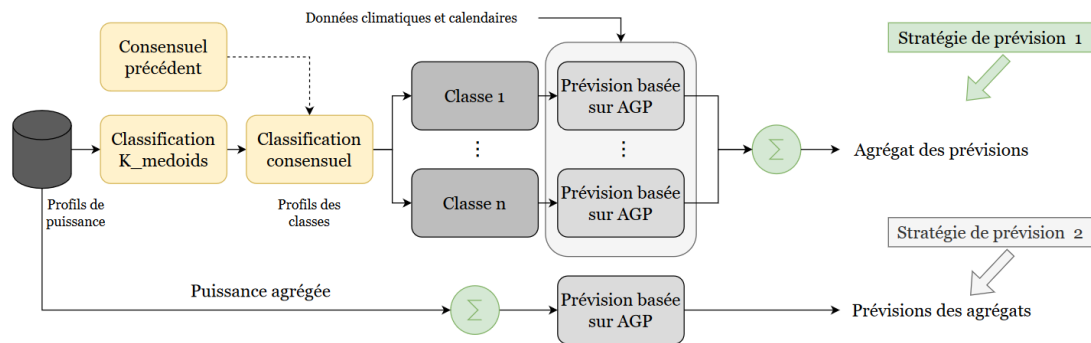 Données climatiques et calendaires
Stratégie de prévision 1
Consensuel
précédent
Classification
K_medoids
Classification
consensuel
Classe 1
Prévision basée
sur AGP
⋮
⋮
Classe n
Prévision basée
sur AGP
Σ
Agrégat des prévisions
Profils de
puissance
Profils des
classes
Stratégie de prévision 2
Puissance agrégée
Σ
Prévision basée
sur AGP
Prévisions des agrégats